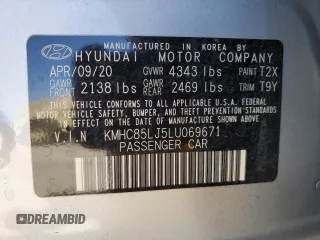 MANUFACTURED IN KOREA BY
HYUNDAI MOTOR COMPANY
APR/09/20 GVWR 4343 lbs PAINT T2X
GAWR FRONT 2138 lbs GAWR REAR 2469 lbs TRIM T9Y
THIS VEHICLE CONFORMS TO ALL APPLICABLE
U.S. FEDERAL MOTOR VEHICLE SAFETY, BUMPER, AND
THEFT PREVENTION STANDARDS IN EFFECT ON THE
DATE OF MANUFACTURE SHOWN ABOVE.
V.I.N KMHC85LJ5LU069671
PASSENGER CAR
DREAMBID